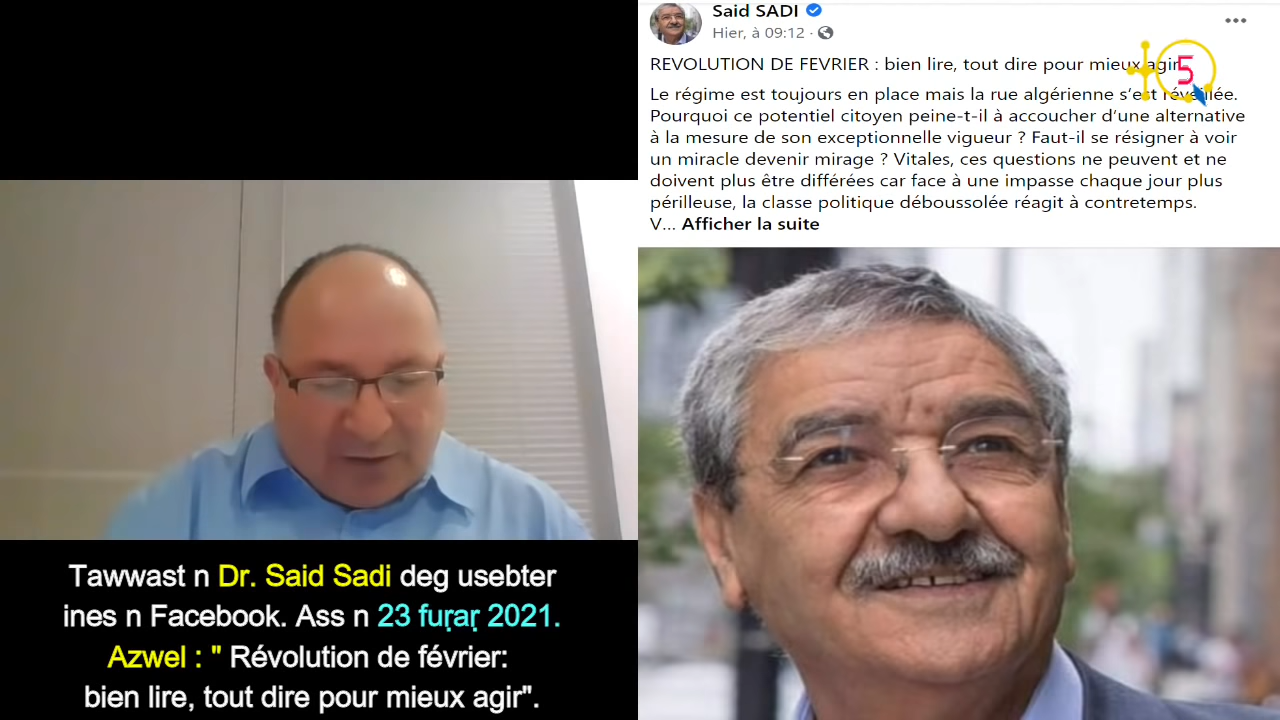 Said SADI
Hier, à 09:12 ·
REVOLUTION DE FEVRIER : bien lire, tout dire pour mieux agir
5
Le régime est toujours en place mais la rue algérienne s'est réveillée.
Pourquoi ce potentiel citoyen peine-t-il à accoucher d'une alternative
à la mesure de son exceptionnelle vigueur ? Faut-il se résigner à voir
un miracle devenir mirage ? Vitales, ces questions ne peuvent et ne
doivent plus être différées car face à une impasse chaque jour plus
périlleuse, la classe politique déboussolée réagit à contretemps.
V... Afficher la suite
Tawwast n Dr. Said Sadi deg usebter
ines n Facebook. Ass n 23 fuṛaṛ 2021.
Azwel : " Révolution de février:
bien lire, tout dire pour mieux agir".